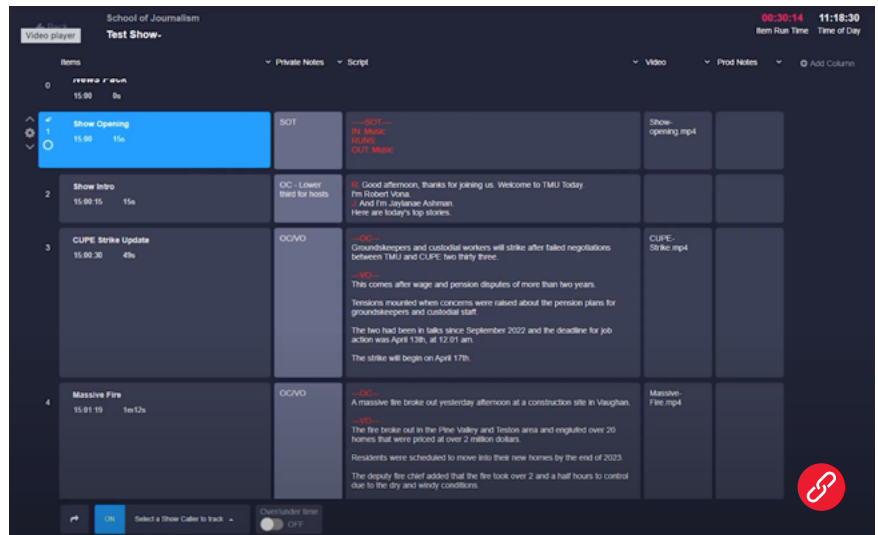 Back
Video player
School of Journalism
Test Show
00:30:14 11:18:30
Item Run Time Time of Day
Items Private Notes Script Video Prod Notes Add Column
0 News Pack
15:00 0s
1 Show Opening SOT
15:00 15s
----SOT----
IN: Music
RUNS:
OUT: Music
Show-
opening.mp4
2 Show Intro
15:00:15 15s
OC - Lower
third for hosts
R: Good afternoon, thanks for joining us. Welcome to TMU Today.
I'm Robert Vona.
J: And I'm Jaylanae Ashman.
Here are today's top stories.
3 CUPE Strike Update
15:00:30 49s
OC/VO
---OC---
Groundskeepers and custodial workers will strike after failed negotiations
between TMU and CUPE two thirty three.
---VO---
This comes after wage and pension disputes of more than two years.
Tensions mounted when concerns were raised about the pension plans for
groundskeepers and custodial staff.
The two had been in talks since September 2022 and the deadline for job
action was April 13th, at 12:01 am.
The strike will begin on April 17th.
CUPE-
Strike.mp4
4 Massive Fire
15:01:19 1m12s
OC/VO
---OC---
A massive fire broke out yesterday afternoon at a construction site in Vaughan.
---VO---
The fire broke out in the Pine Valley and Teston area and engulfed over 20
homes that were priced at over 2 million dollars.
Residents were scheduled to move into their new homes by the end of 2023.
The deputy fire chief added that the fire took over 2 and a half hours to control
due to the dry and windy conditions.
Massive-
Fire.mp4
ON Select a Show Caller to track
Over/under time
OFF